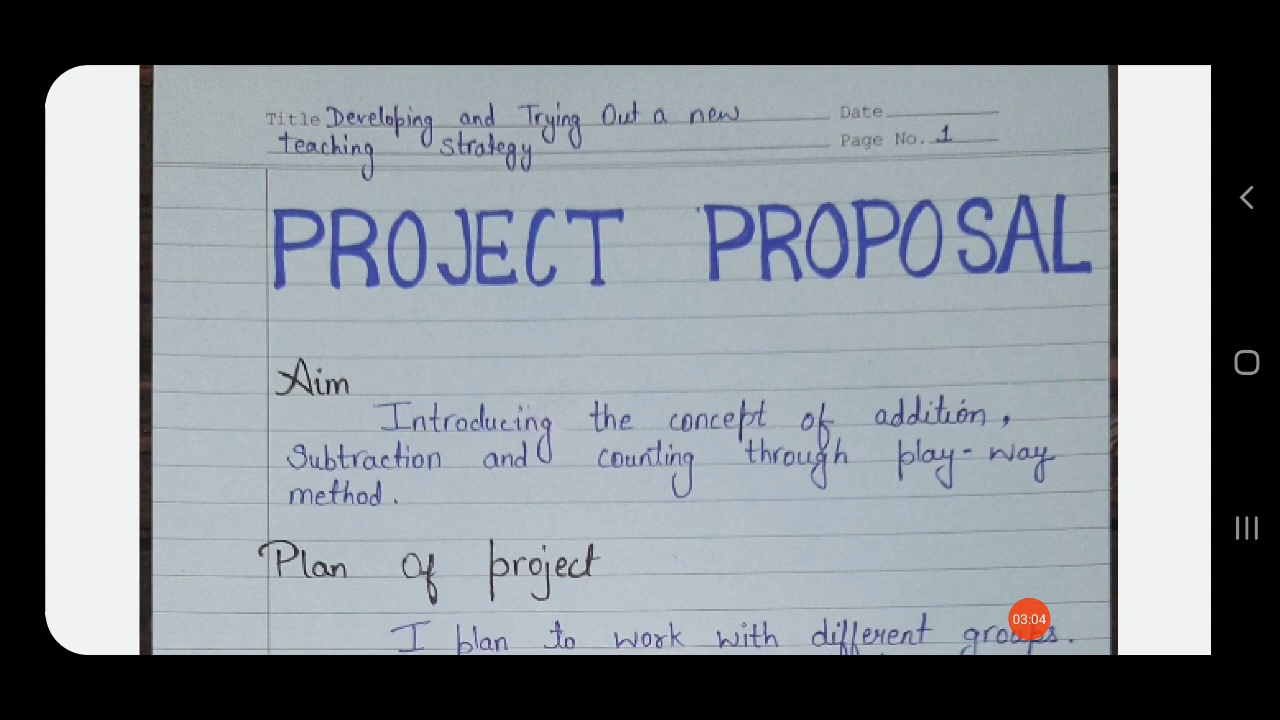 Title Developing and Trying Out a new
teaching strategy
Date
Page No. 1
PROJECT PROPOSAL
Aim
Introducing the concept of addition,
Subtraction and counting through play-way
method.
Plan of project
I plan to work with different groups.
03:04